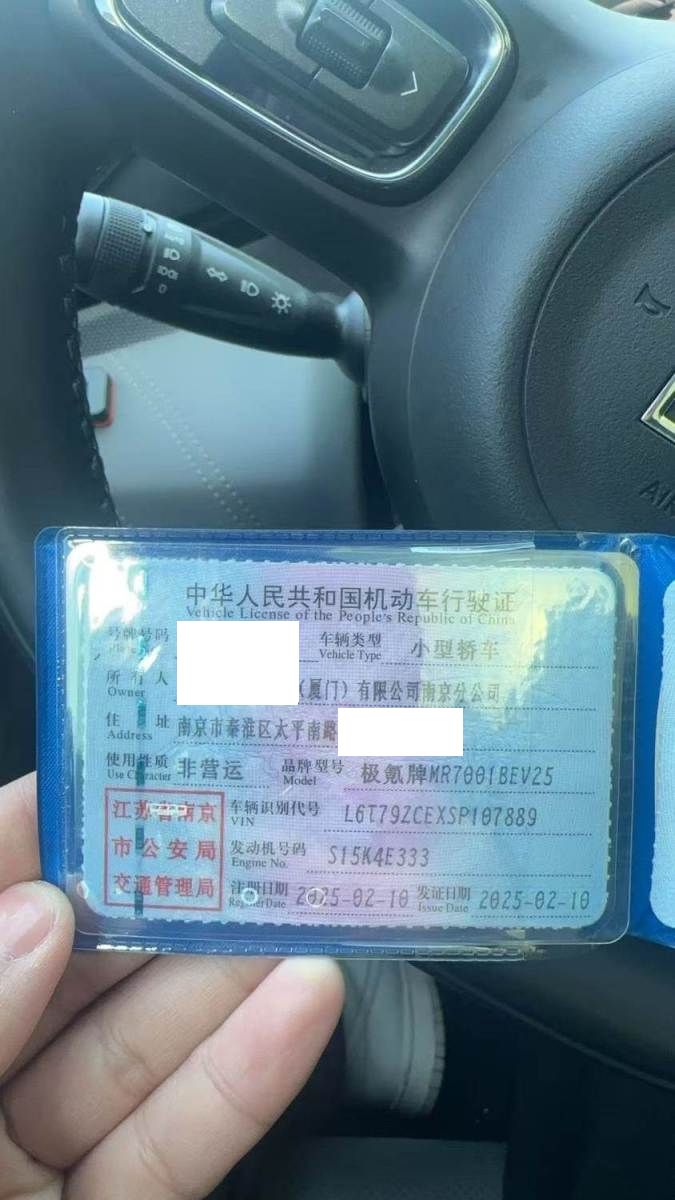 中华人民共和国机动车行驶证
Vehicle License of the People's Republic of China
号牌号码 车辆类型 小型轿车
Plate No. Vehicle Type
所有人 (厦门)有限公司南京分公司
Owner
住址 南京市秦淮区太平南路
Address
使用性质 非营运 品牌型号 极氪牌MR7001BEV25
Use Character Model
江苏省南京
市公安局
交通管理局
车辆识别代号 L6T79ZCEXSP107889
VIN
发动机号码 S15K4E333
Engine No.
注册日期 2025-02-10 发证日期 2025-02-10
Register Date Issue Date